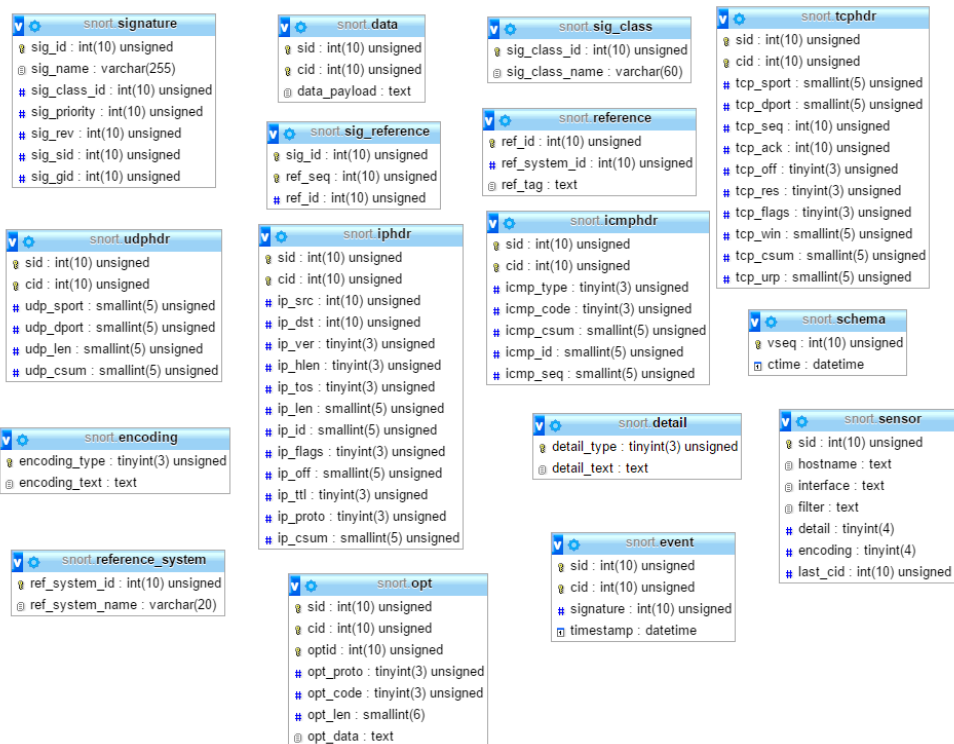 snort.signature
sig_id : int(10) unsigned
sig_name : varchar(255)
sig_class_id : int(10) unsigned
sig_priority : int(10) unsigned
sig_rev : int(10) unsigned
sig_sid : int(10) unsigned
sig_gid : int(10) unsigned
snort.data
sid : int(10) unsigned
cid : int(10) unsigned
data_payload : text
snort.sig_class
sig_class_id : int(10) unsigned
sig_class_name : varchar(60)
snort.tcphdr
sid : int(10) unsigned
cid : int(10) unsigned
tcp_sport : smallint(5) unsigned
tcp_dport : smallint(5) unsigned
tcp_seq : int(10) unsigned
tcp_ack : int(10) unsigned
tcp_off : tinyint(3) unsigned
tcp_res : tinyint(3) unsigned
tcp_flags : tinyint(3) unsigned
tcp_win : smallint(5) unsigned
tcp_csum : smallint(5) unsigned
tcp_urp : smallint(5) unsigned
snort.sig_reference
sig_id : int(10) unsigned
ref_seq : int(10) unsigned
ref_id : int(10) unsigned
snort.reference
ref_id : int(10) unsigned
ref_system_id : int(10) unsigned
ref_tag : text
snort.udphdr
sid : int(10) unsigned
cid : int(10) unsigned
udp_sport : smallint(5) unsigned
udp_dport : smallint(5) unsigned
udp_len : smallint(5) unsigned
udp_csum : smallint(5) unsigned
snort.iphdr
sid : int(10) unsigned
cid : int(10) unsigned
ip_src : int(10) unsigned
ip_dst : int(10) unsigned
ip_ver : tinyint(3) unsigned
ip_hlen : tinyint(3) unsigned
ip_tos : tinyint(3) unsigned
ip_len : smallint(5) unsigned
ip_id : smallint(5) unsigned
ip_flags : tinyint(3) unsigned
ip_off : smallint(5) unsigned
ip_ttl : tinyint(3) unsigned
ip_proto : tinyint(3) unsigned
ip_csum : smallint(5) unsigned
snort.icmphdr
sid : int(10) unsigned
cid : int(10) unsigned
icmp_type : tinyint(3) unsigned
icmp_code : tinyint(3) unsigned
icmp_csum : smallint(5) unsigned
icmp_id : smallint(5) unsigned
icmp_seq : smallint(5) unsigned
snort.schema
vseq : int(10) unsigned
ctime : datetime
snort.encoding
encoding_type : tinyint(3) unsigned
encoding_text : text
snort.detail
detail_type : tinyint(3) unsigned
detail_text : text
snort.sensor
sid : int(10) unsigned
hostname : text
interface : text
filter : text
detail : tinyint(4)
encoding : tinyint(4)
last_cid : int(10) unsigned
snort.reference_system
ref_system_id : int(10) unsigned
ref_system_name : varchar(20)
snort.opt
sid : int(10) unsigned
cid : int(10) unsigned
optid : int(10) unsigned
opt_proto : tinyint(3) unsigned
opt_code : tinyint(3) unsigned
opt_len : smallint(6)
opt_data : text
snort.event
sid : int(10) unsigned
cid : int(10) unsigned
signature : int(10) unsigned
timestamp : datetime